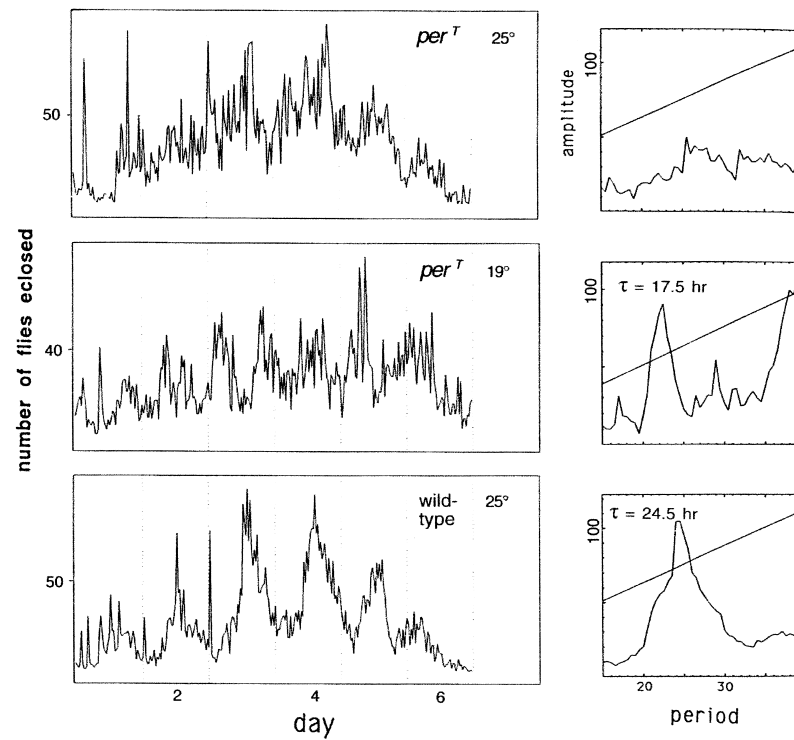 per T 25°
50
amplitude
100
number of flies eclosed
per T 19°
40
τ = 17.5 hr
100
wild-
type
25°
50
τ = 24.5 hr
100
2 4 6
day
20 30
period